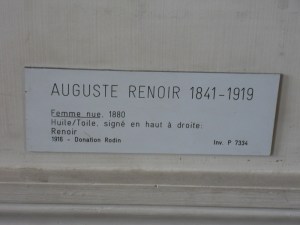 AUGUSTE RENOIR 1841-1919
Femme nue, 1880
Huile/Toile, signé en haut à droite:
Renoir
1916 - Donation Rodin Inv. P 7334